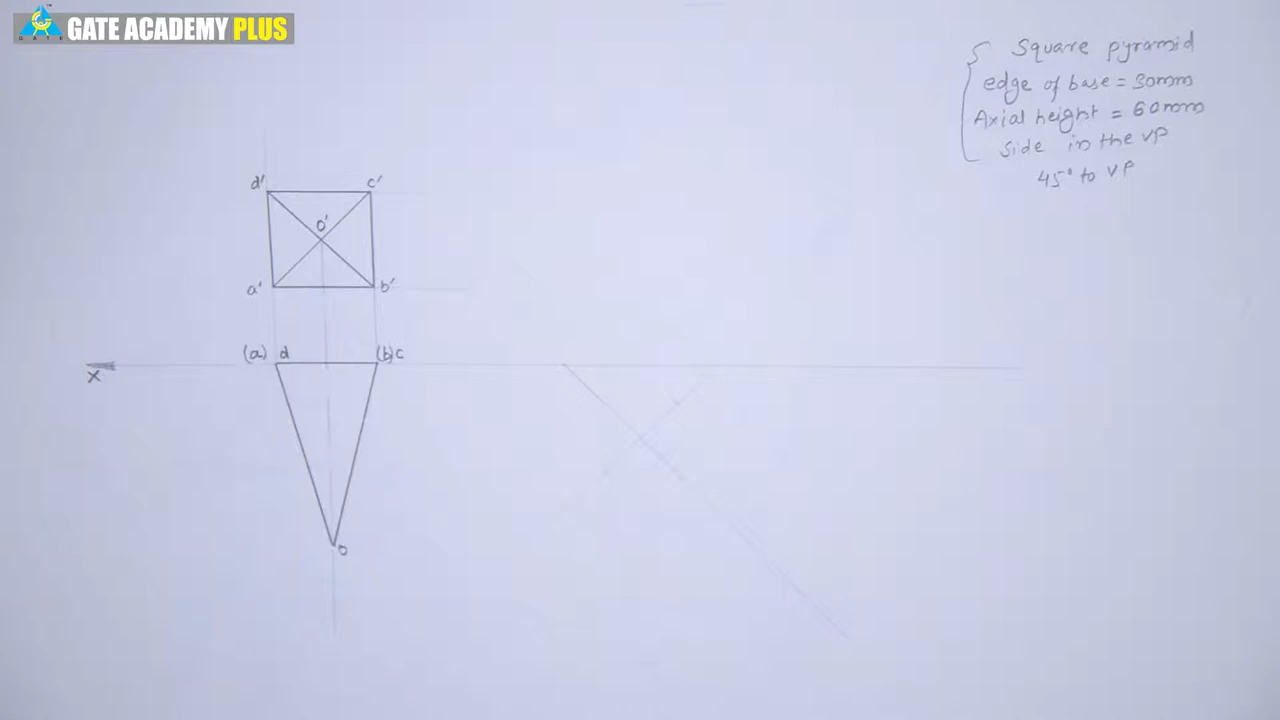 GATE ACADEMY PLUS
GATE
Square pyramid
edge of base = 30mm
Axial height = 60mm
side in the VP
45° to VP
d' c'
o'
a' b'
(a) d (b) c
X
o